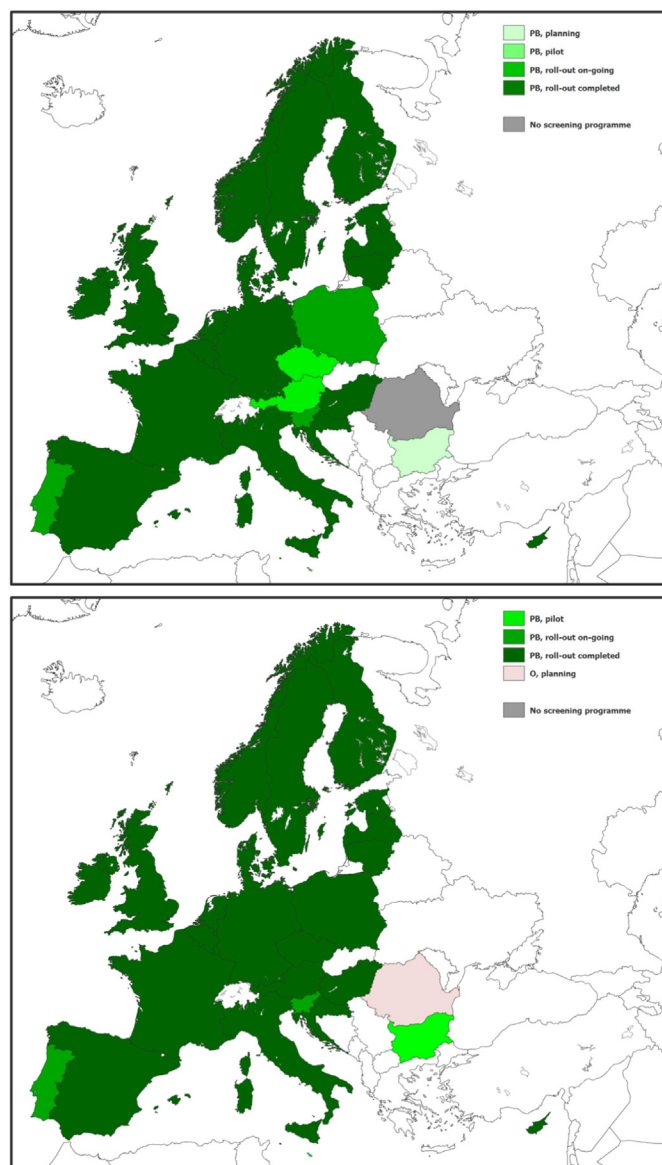 PB, planning
PB, pilot
PB, roll-out on-going
PB, roll-out completed
No screening programme
PB, pilot
PB, roll-out on-going
PB, roll-out completed
O, planning
No screening programme